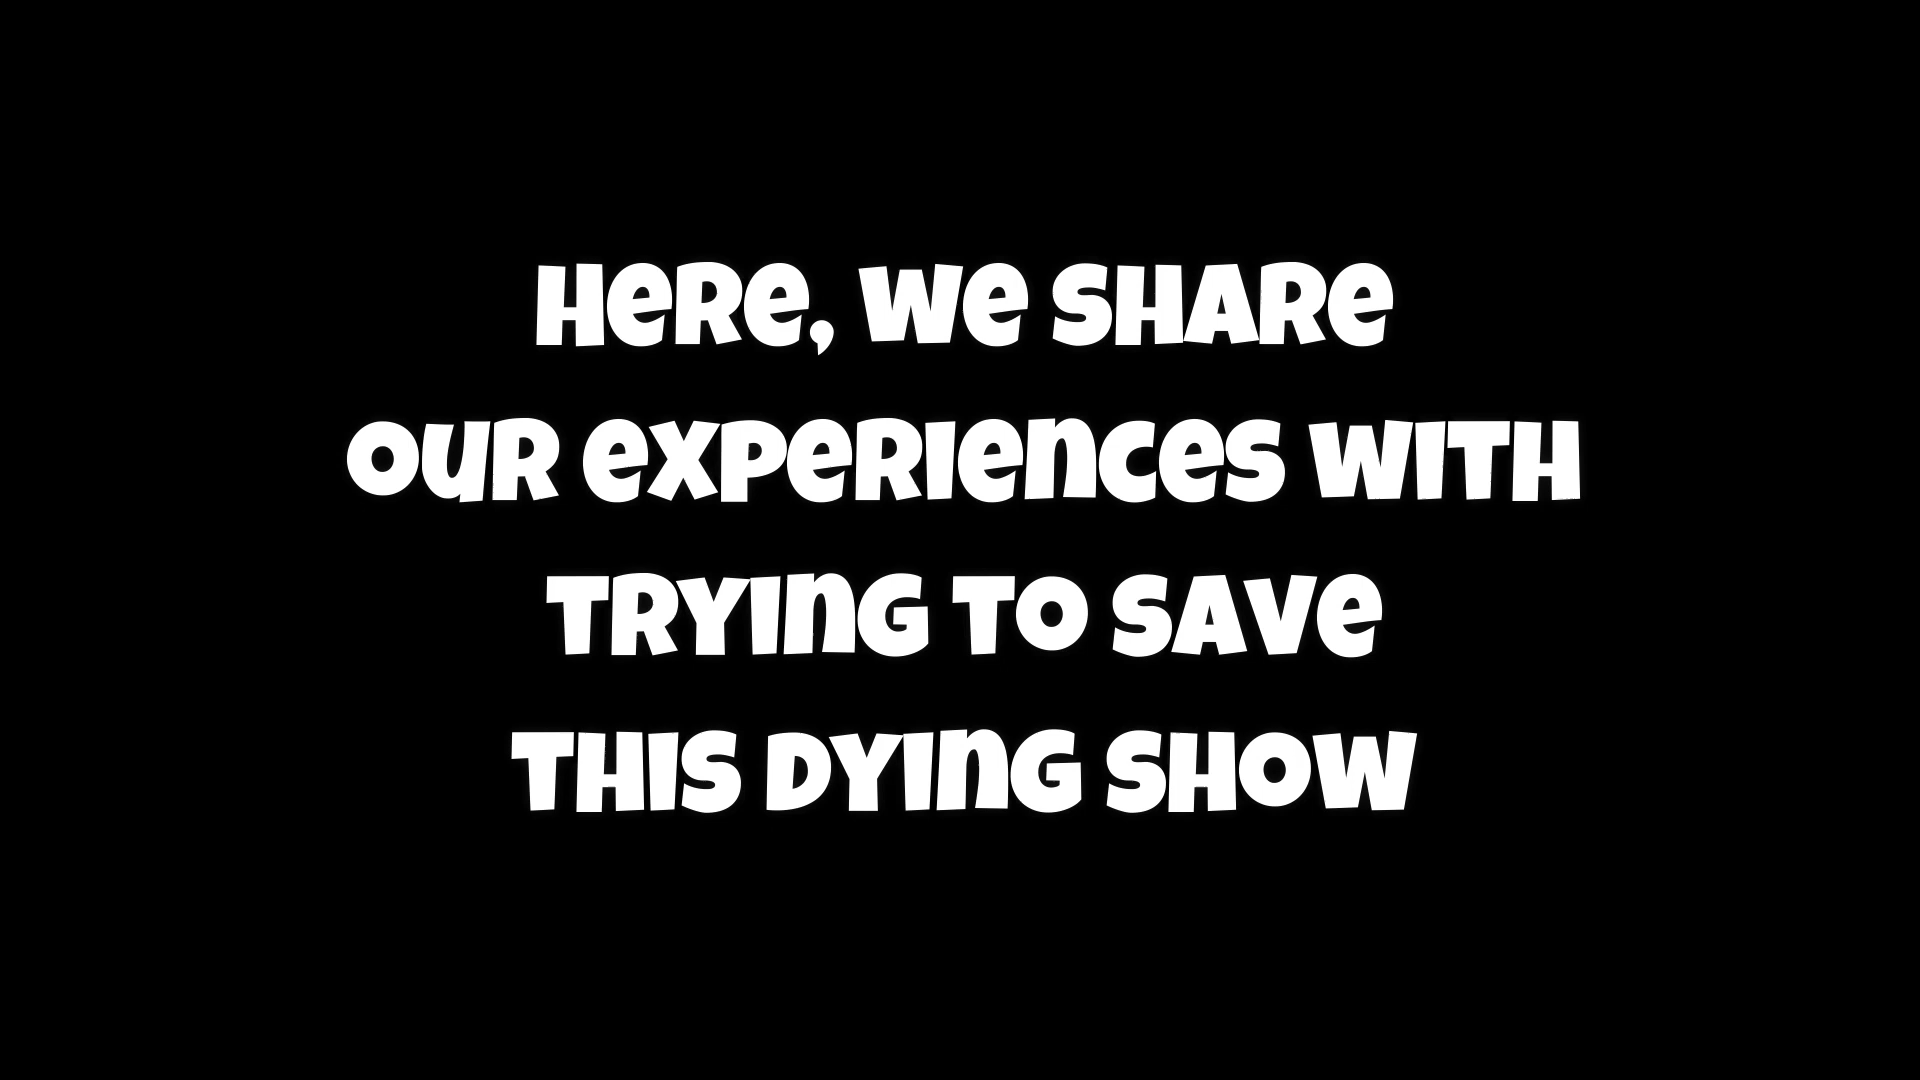 HERE, WE SHARE
OUR EXPERIENCES WITH
TRYING TO SAVE
THIS DYING SHOW